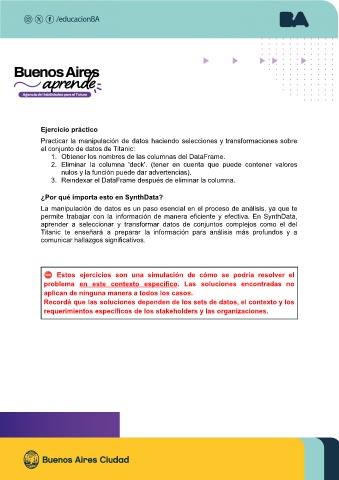 /educacionBA
BA
Buenos Aires
aprende
Agencia de Habilidades para el Futuro
Ejercicio práctico
Practicar la manipulación de datos haciendo selecciones y transformaciones sobre
el conjunto de datos de Titanic:
1. Obtener los nombres de las columnas del DataFrame.
2. Eliminar la columna 'deck'. (tener en cuenta que puede contener valores
nulos y la función puede dar advertencias).
3. Reindexar el DataFrame después de eliminar la columna.
¿Por qué importa esto en SynthData?
La manipulación de datos es un paso esencial en el proceso de análisis, ya que te
permite trabajar con la información de manera eficiente y efectiva. En SynthData,
aprender a seleccionar y transformar datos de conjuntos complejos como el del
Titanic te enseñará a preparar la información para análisis más profundos y a
comunicar hallazgos significativos.
Estos ejercicios son una simulación de cómo se podría resolver el
problema en este contexto específico. Las soluciones encontradas no
aplican de ninguna manera a todos los casos.
Recordá que las soluciones dependen de los sets de datos, el contexto y los
requerimientos específicos de los stakeholders y las organizaciones.
Buenos Aires Ciudad